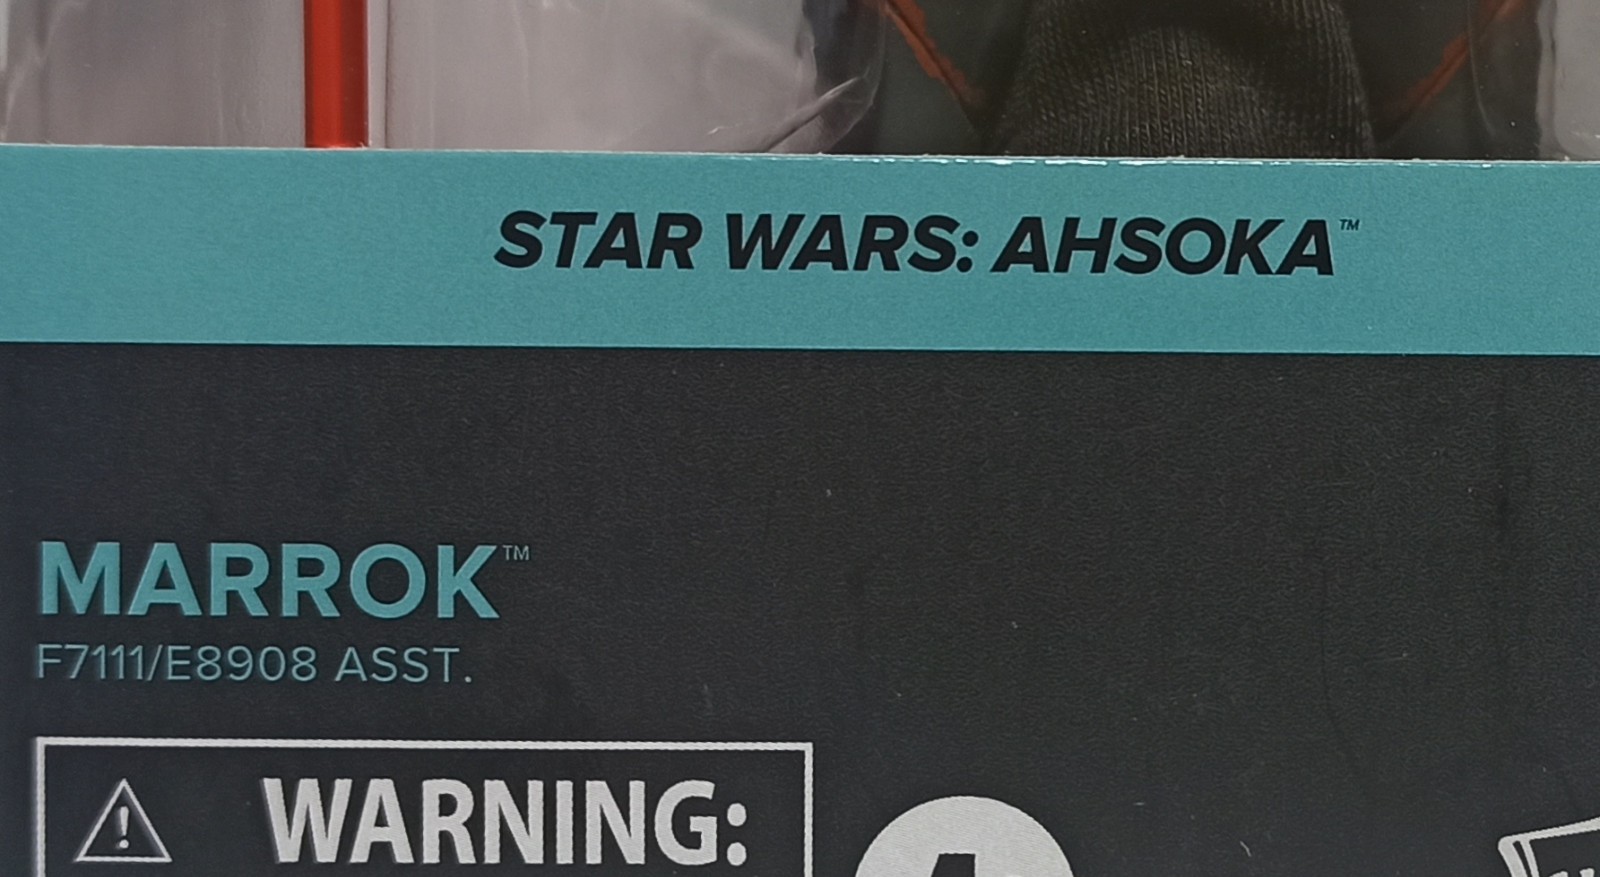 STAR WARS: AHSOKA™
MARROK™
F7111/E8908 ASST.
WARNING: